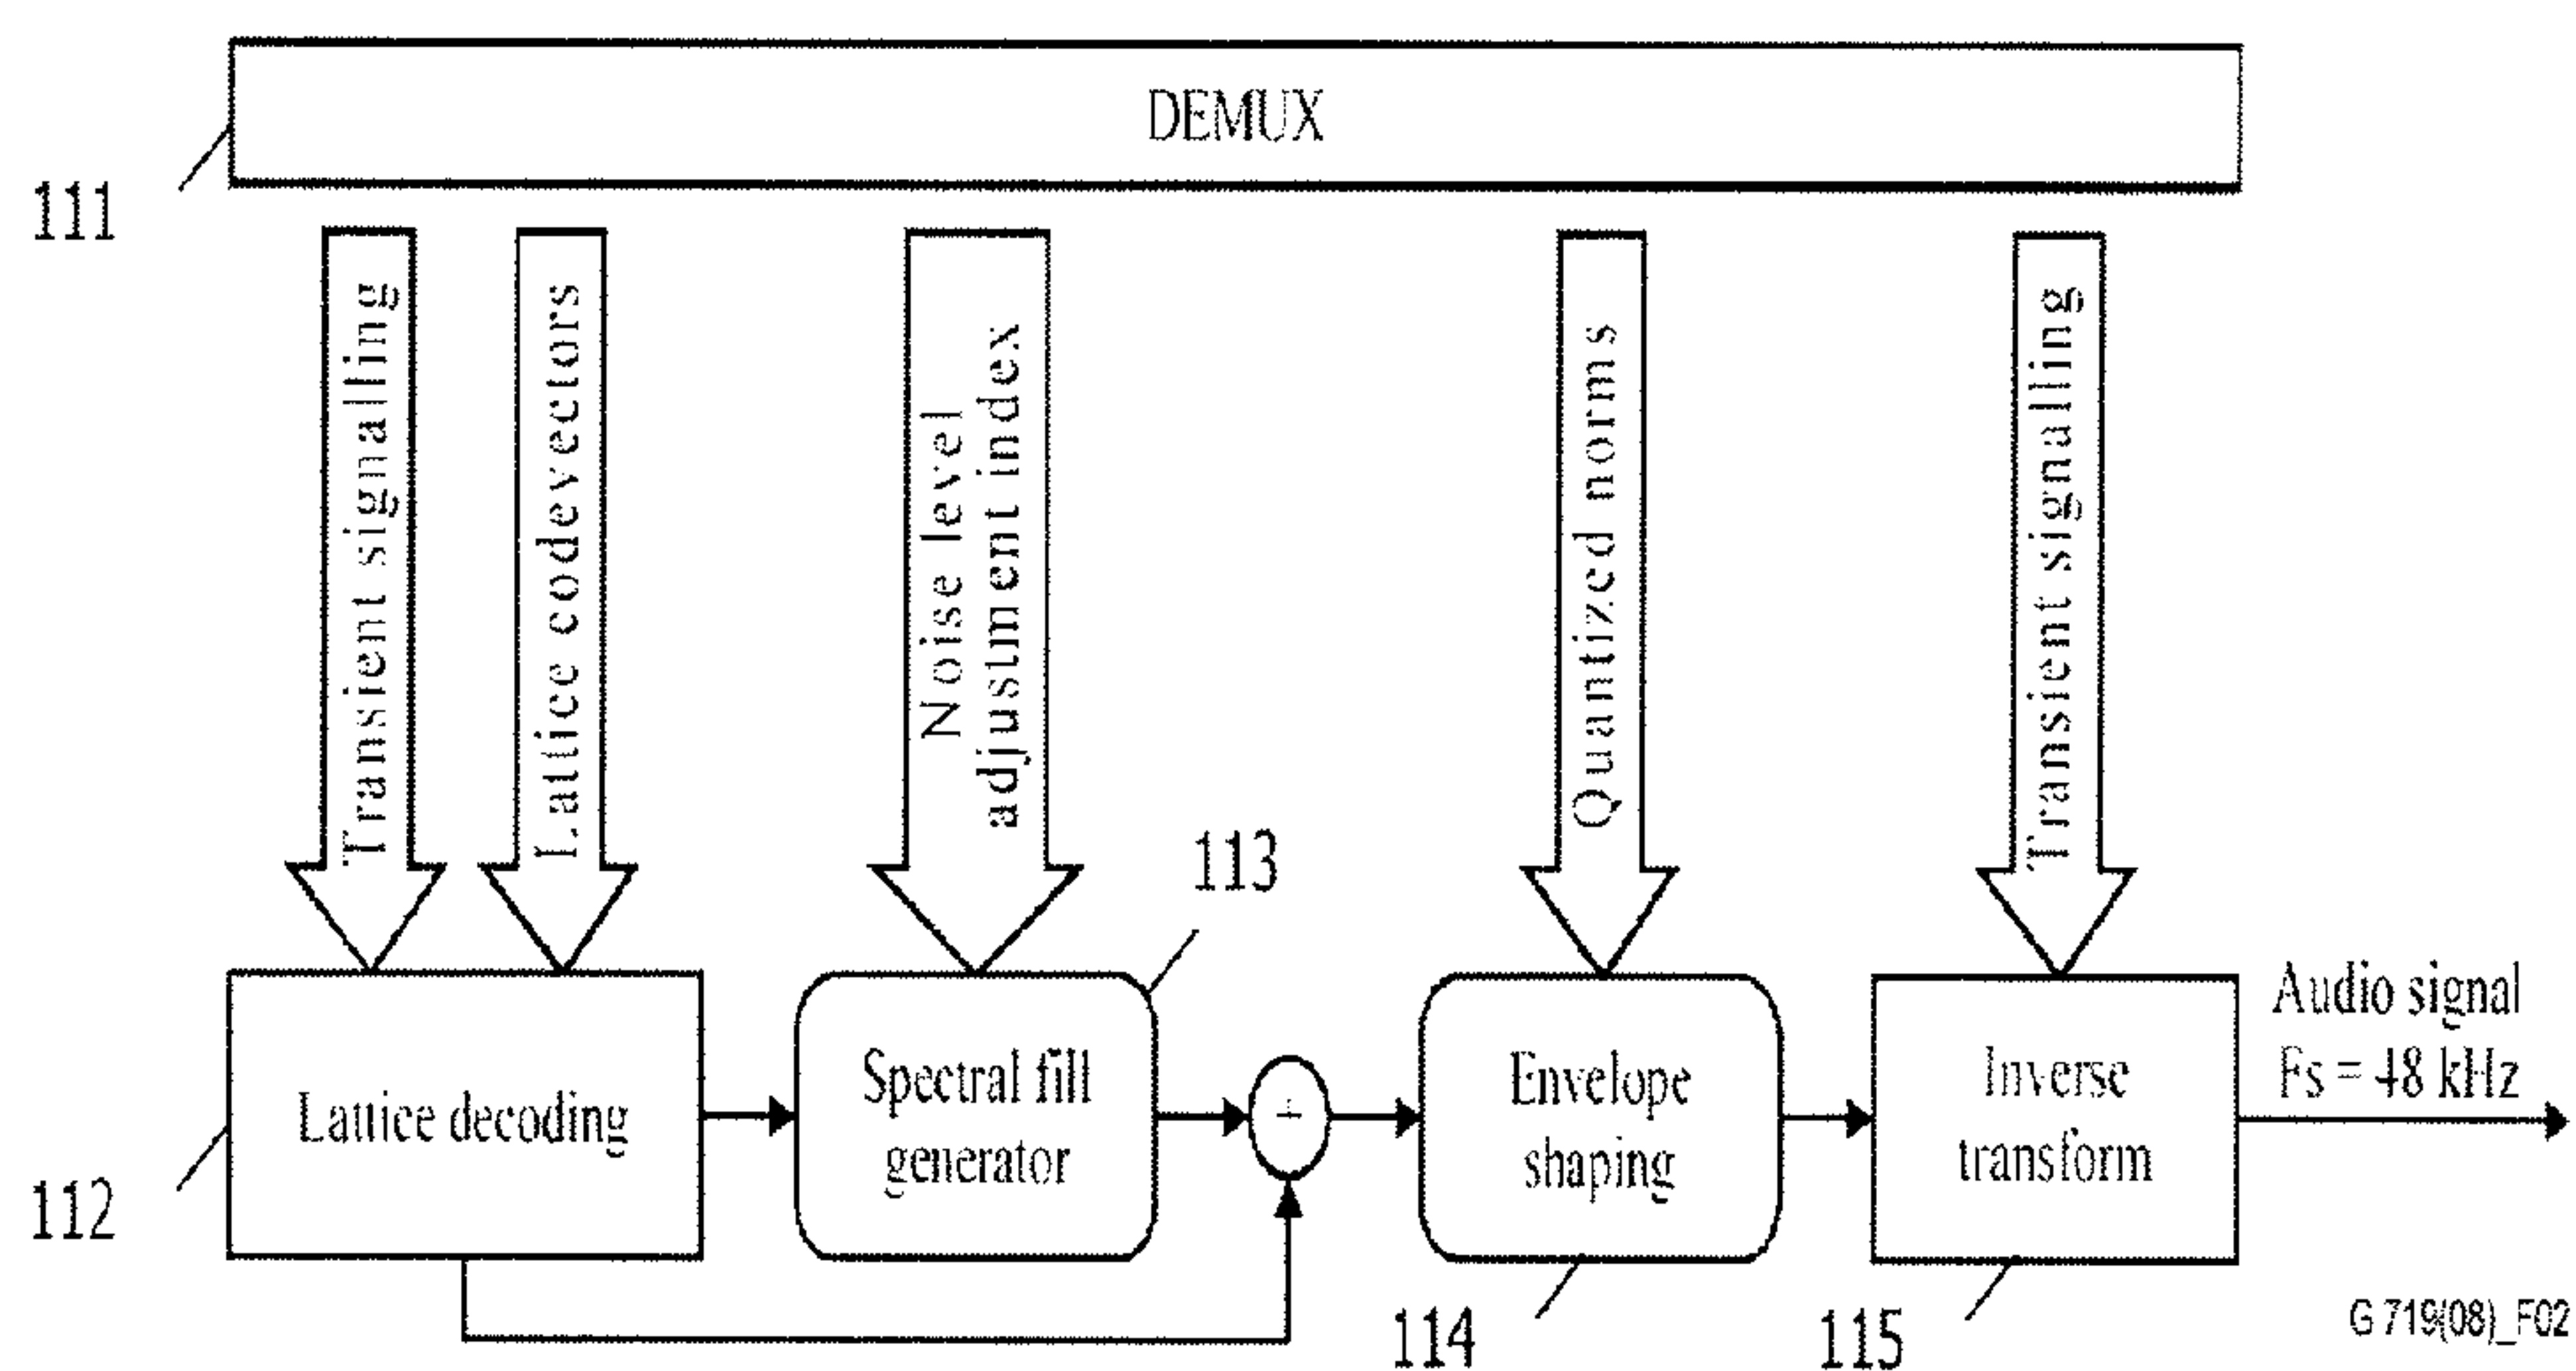 DEMUX
111
Transient signalling
Lattice codevectors
Noise level
adjustment index
Quantized norms
Transient signalling
113
Lattice decoding
Spectral fill
generator
+
Envelope
shaping
Inverse
transform
Audio signal
Fs = 48 kHz
112
114
115
G 719(08)_F02